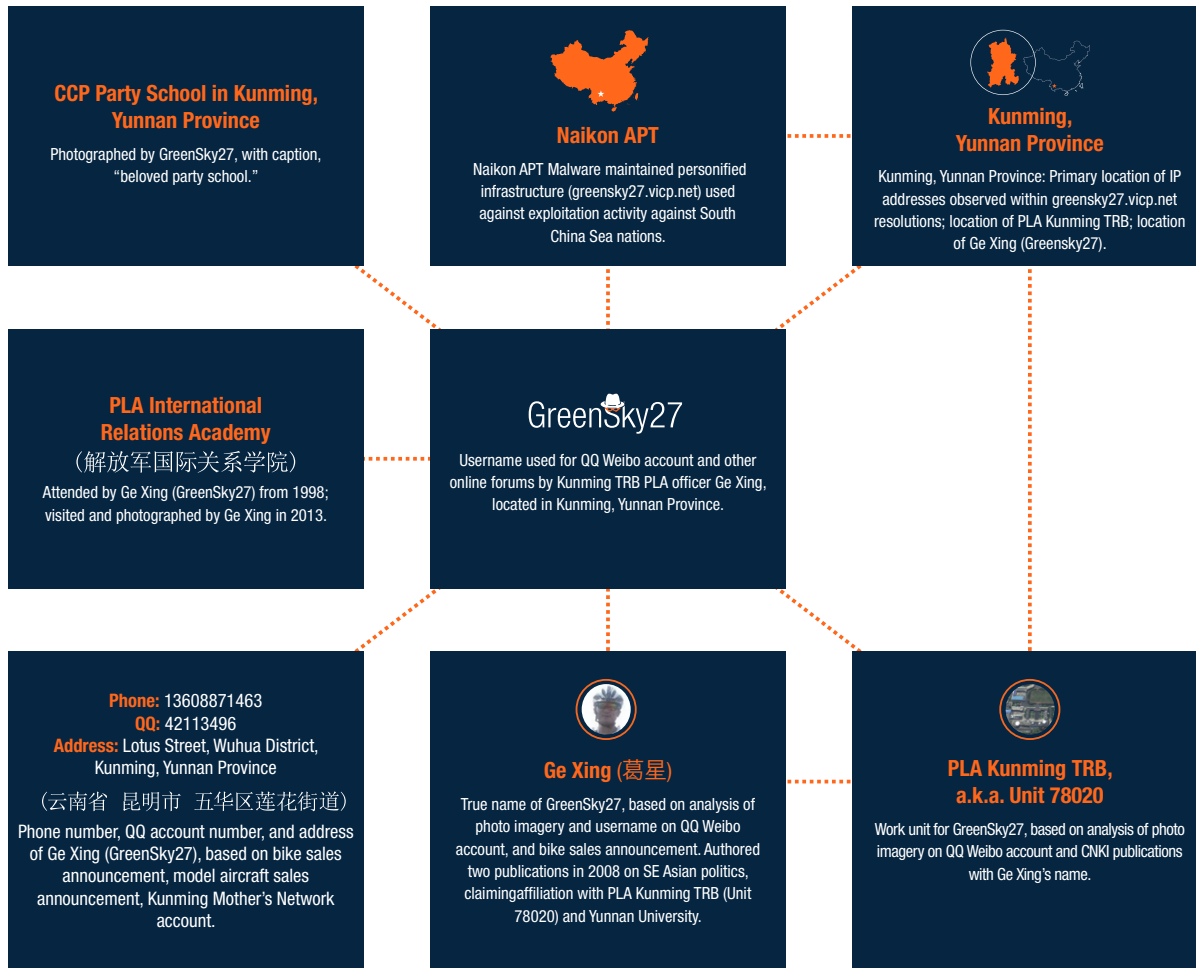 CCP Party School in Kunming,
Yunnan Province
Photographed by GreenSky27, with caption,
“beloved party school.”
Naikon APT
Naikon APT Malware maintained personified
infrastructure (greensky27.vicp.net) used
against exploitation activity against South
China Sea nations.
Kunming,
Yunnan Province
Kunming, Yunnan Province: Primary location of IP
addresses observed within greensky27.vicp.net
resolutions; location of PLA Kunming TRB; location
of Ge Xing (Greensky27).
PLA International
Relations Academy
(解放军国际关系学院)
Attended by Ge Xing (GreenSky27) from 1998;
visited and photographed by Ge Xing in 2013.
GreenSky27
Username used for QQ Weibo account and other
online forums by Kunming TRB PLA officer Ge Xing,
located in Kunming, Yunnan Province.
Phone: 13608871463
QQ: 42113496
Address: Lotus Street, Wuhua District,
Kunming, Yunnan Province
(云南省 昆明市 五华区莲花街道)
Phone number, QQ account number, and address
of Ge Xing (GreenSky27), based on bike sales
announcement, model aircraft sales
announcement, Kunming Mother’s Network
account.
Ge Xing (葛星)
True name of GreenSky27, based on analysis of
photo imagery and username on QQ Weibo
account, and bike sales announcement. Authored
two publications in 2008 on SE Asian politics,
claimingaffiliation with PLA Kunming TRB (Unit
78020) and Yunnan University.
PLA Kunming TRB,
a.k.a. Unit 78020
Work unit for GreenSky27, based on analysis of photo
imagery on QQ Weibo account and CNKI publications
with Ge Xing’s name.